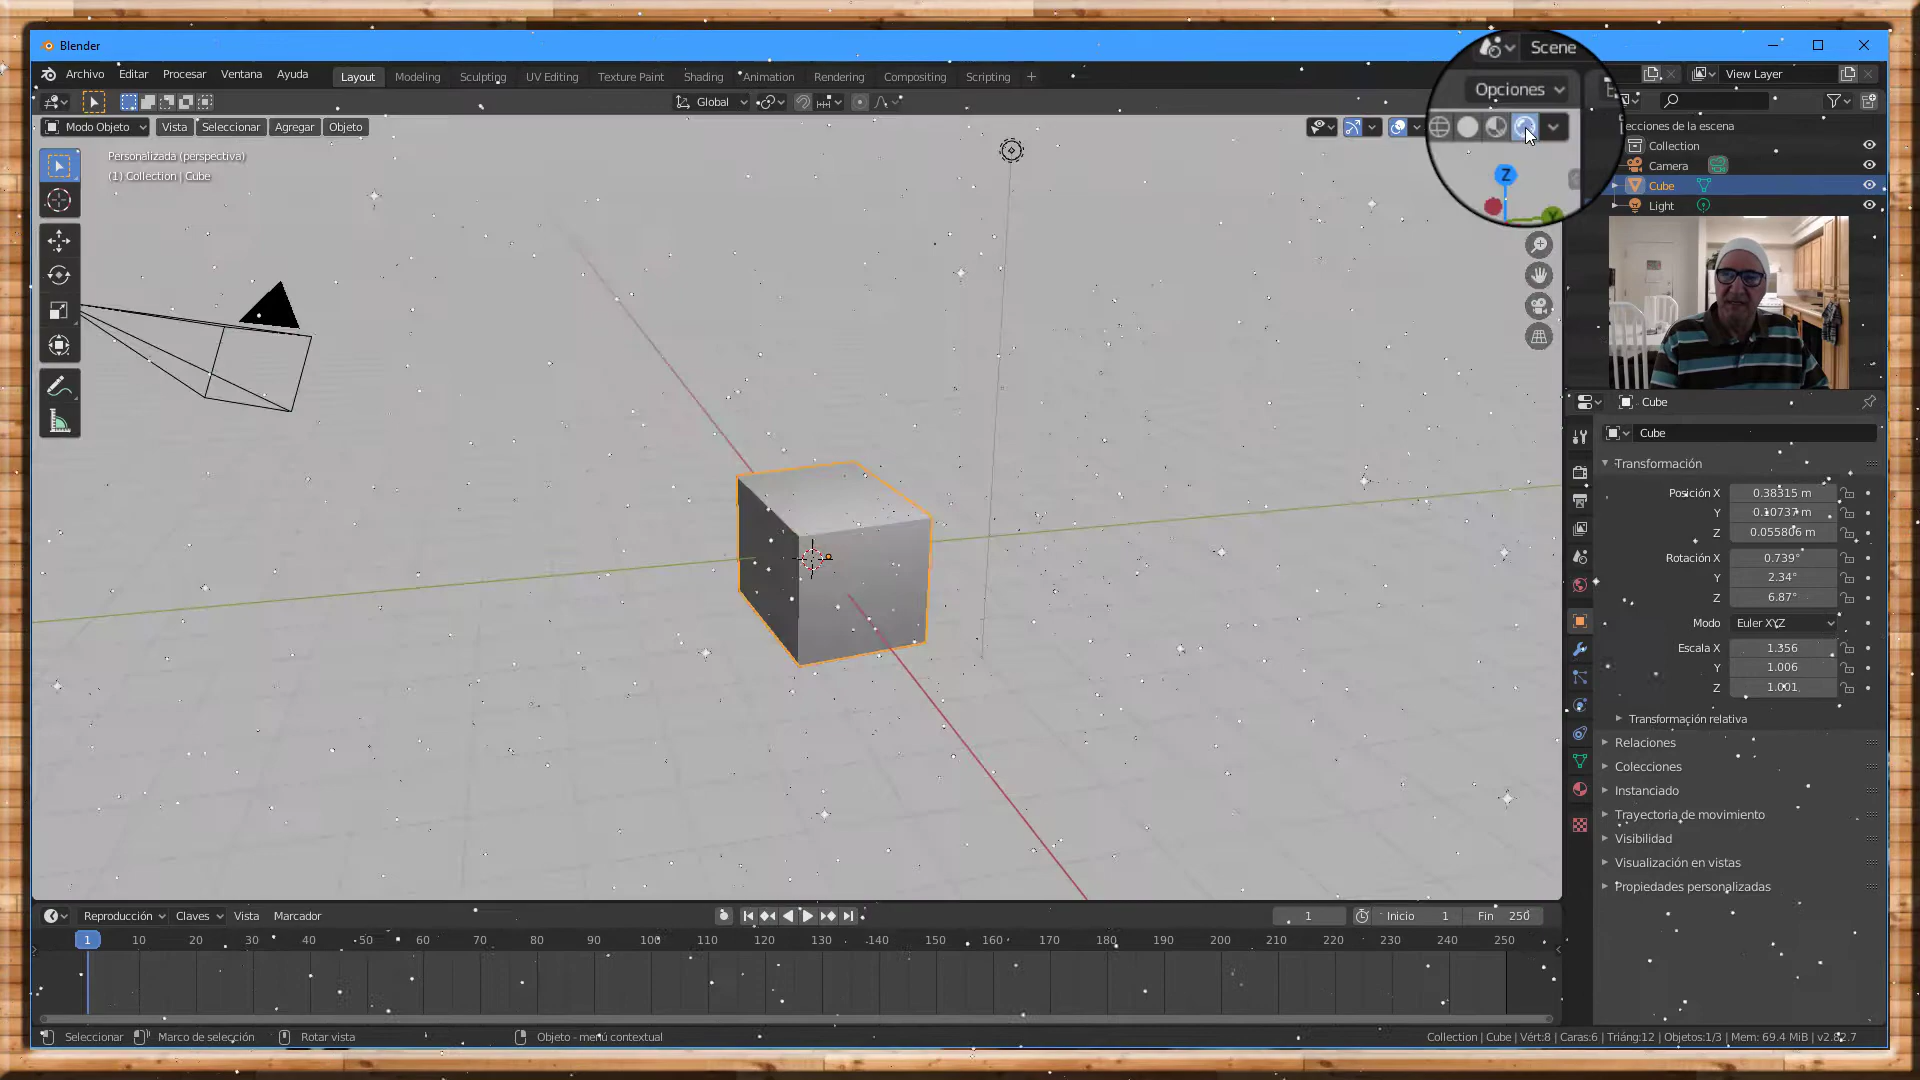 Blender
Scene
Archivo Editar Procesar Ventana Ayuda Layout Modeling Sculpting UV Editing Texture Paint Shading Animation Rendering Compositing Scripting + View Layer
Global Opciones
Modo Objeto Vista Seleccionar Agregar Objeto
Personalizada (perspectiva)
(1) Collection | Cube
Z
Y
ecciones de la escena
Collection
Camera
Cube
Light
Cube
Cube
Transformación
Posición X 0.38315 m
Y 0.10737 m
Z 0.055806 m
Rotación X 0.739°
Y 2.34°
Z 6.87°
Modo Euler XYZ
Escala X 1.356
Y 1.006
Z 1.001
Transformación relativa
Relaciones
Colecciones
Instanciado
Trayectoria de movimiento
Visibilidad
Visualización en vistas
Propiedades personalizadas
Reproducción Claves Vista Marcador 1 Inicio 1 Fin 250
1 10 20 30 40 50 60 70 80 90 100 110 120 130 140 150 160 170 180 190 200 210 220 230 240 250
Seleccionar Marco de selección Rotar vista Objeto - menú contextual Collection | Cube | Vért:8 | Caras:6 | Triáng:12 | Objetos:1/3 | Mem: 69.4 MiB | v2.82.7